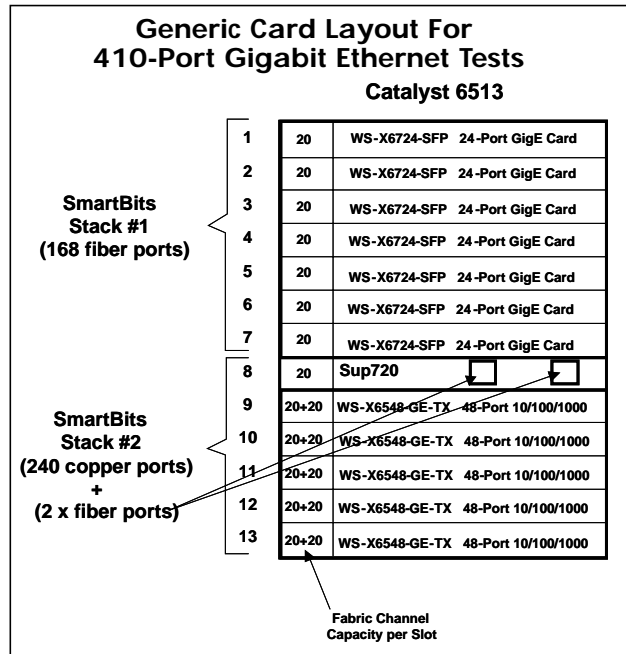 Generic Card Layout For
410-Port Gigabit Ethernet Tests
Catalyst 6513
SmartBits
Stack #1
(168 fiber ports)
1 20 WS-X6724-SFP 24-Port GigE Card
2 20 WS-X6724-SFP 24-Port GigE Card
3 20 WS-X6724-SFP 24-Port GigE Card
4 20 WS-X6724-SFP 24-Port GigE Card
5 20 WS-X6724-SFP 24-Port GigE Card
6 20 WS-X6724-SFP 24-Port GigE Card
7 20 WS-X6724-SFP 24-Port GigE Card
SmartBits
Stack #2
(240 copper ports)
+
(2 x fiber ports)
8 20 Sup720
9 20+20 WS-X6548-GE-TX 48-Port 10/100/1000
10 20+20 WS-X6548-GE-TX 48-Port 10/100/1000
11 20+20 WS-X6548-GE-TX 48-Port 10/100/1000
12 20+20 WS-X6548-GE-TX 48-Port 10/100/1000
13 20+20 WS-X6548-GE-TX 48-Port 10/100/1000
Fabric Channel
Capacity per Slot